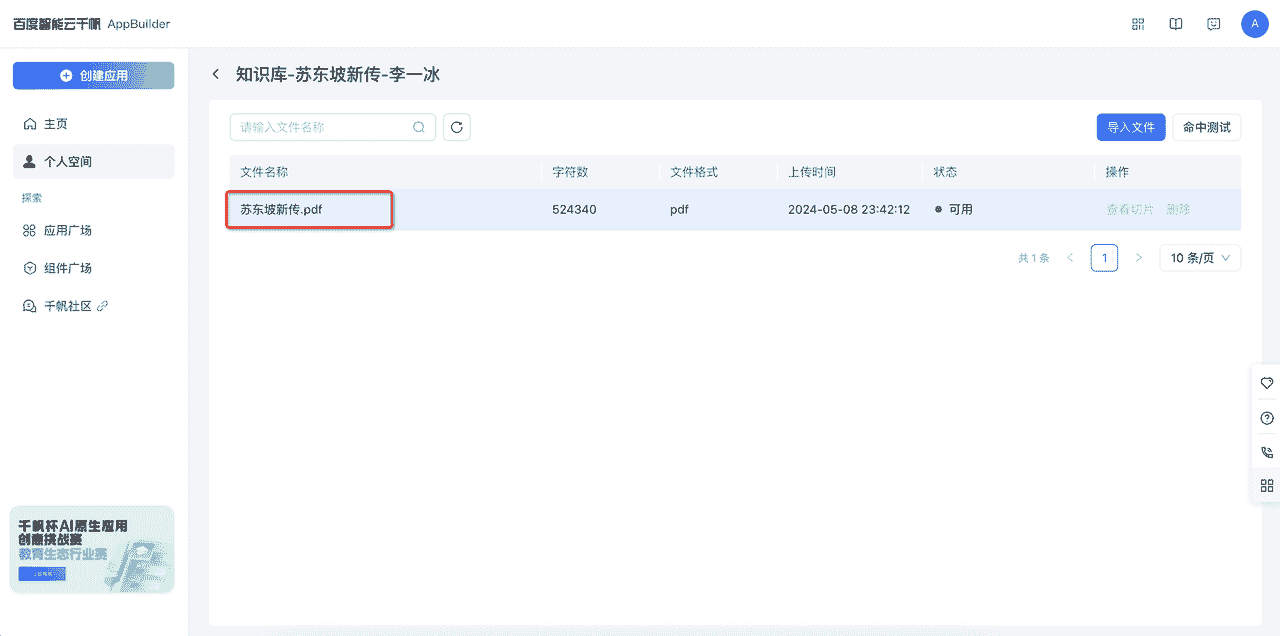 百度智能云千帆 AppBuilder
A
创建应用
主页
个人空间
探索
应用广场
组件广场
千帆社区
千帆杯AI原生应用
创意挑战赛
教育生态行业赛
知识库-苏东坡新传-李一冰
请输入文件名称
导入文件 命中测试
文件名称 字符数 文件格式 上传时间 状态 操作
苏东坡新传.pdf 524340 pdf 2024-05-08 23:42:12 可用 查看切片 删除
共 1 条 < 1 > 10 条/页